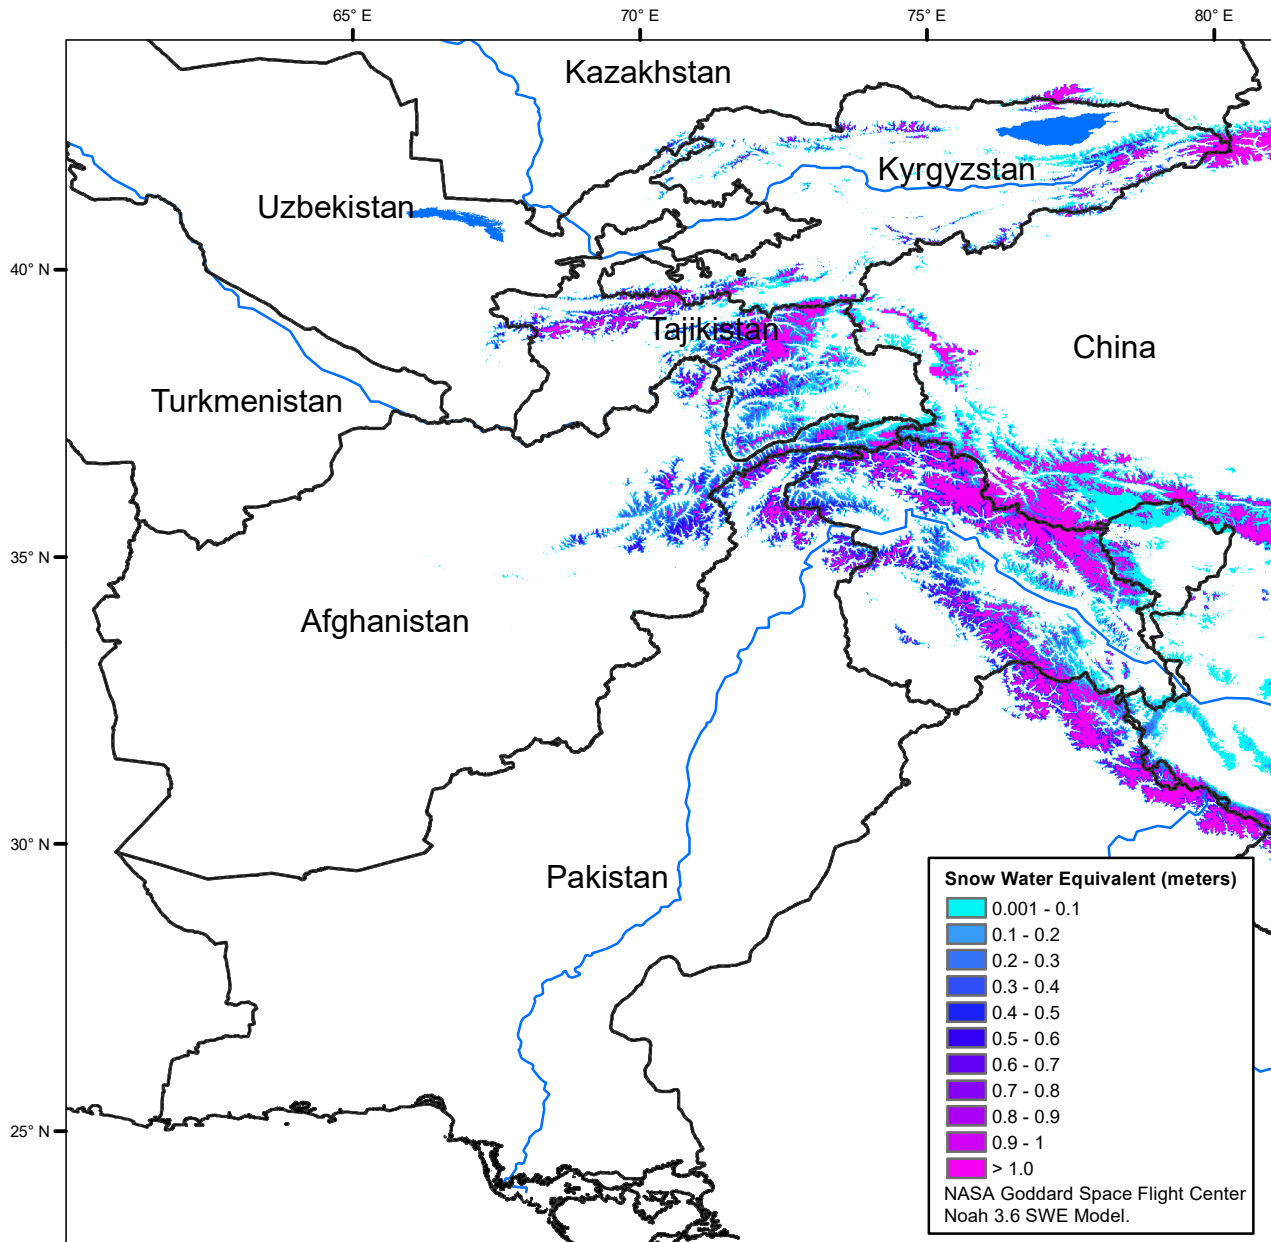 65° E
70° E
75° E
80° E
Kazakhstan
Kyrgyzstan
Uzbekistan
40° N
Tajikistan
China
Turkmenistan
35° N
Afghanistan
30° N
Pakistan
25° N
Snow Water Equivalent (meters)
0.001 - 0.1
0.1 - 0.2
0.2 - 0.3
0.3 - 0.4
0.4 - 0.5
0.5 - 0.6
0.6 - 0.7
0.7 - 0.8
0.8 - 0.9
0.9 - 1
> 1.0
NASA Goddard Space Flight Center
Noah 3.6 SWE Model.